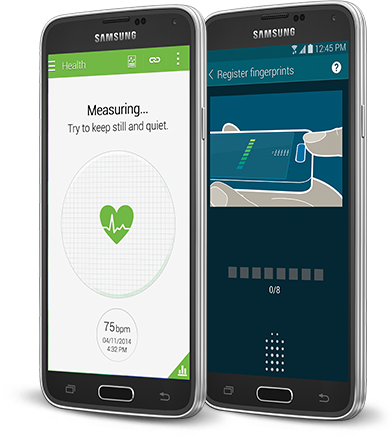 SAMSUNG
Health
Measuring...
Try to keep still and quiet.
75bpm
04/11/2014
4:32 PM
SAMSUNG
12:45 PM
Register fingerprints
?
0/8